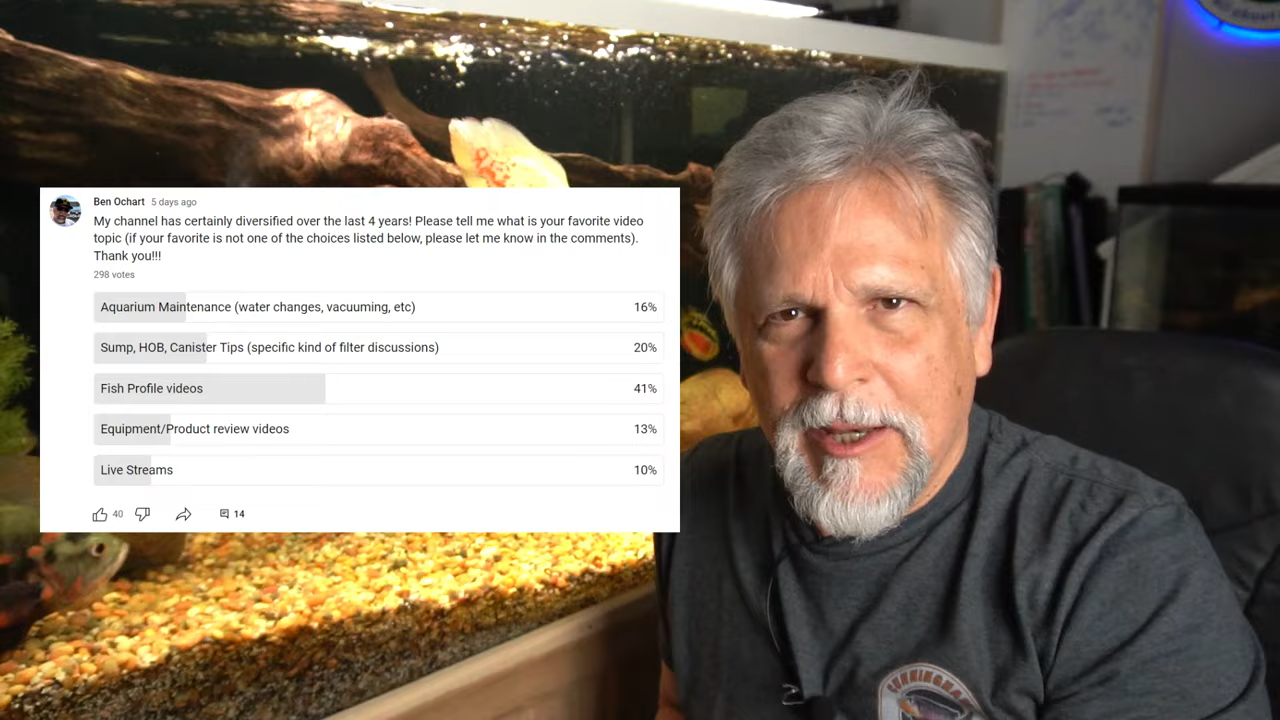 Ben Ochart 5 days ago
My channel has certainly diversified over the last 4 years! Please tell me what is your favorite video
topic (if your favorite is not one of the choices listed below, please let me know in the comments).
Thank you!!!
298 votes
Aquarium Maintenance (water changes, vacuuming, etc) 16%
Sump, HOB, Canister Tips (specific kind of filter discussions) 20%
Fish Profile videos 41%
Equipment/Product review videos 13%
Live Streams 10%
40 14